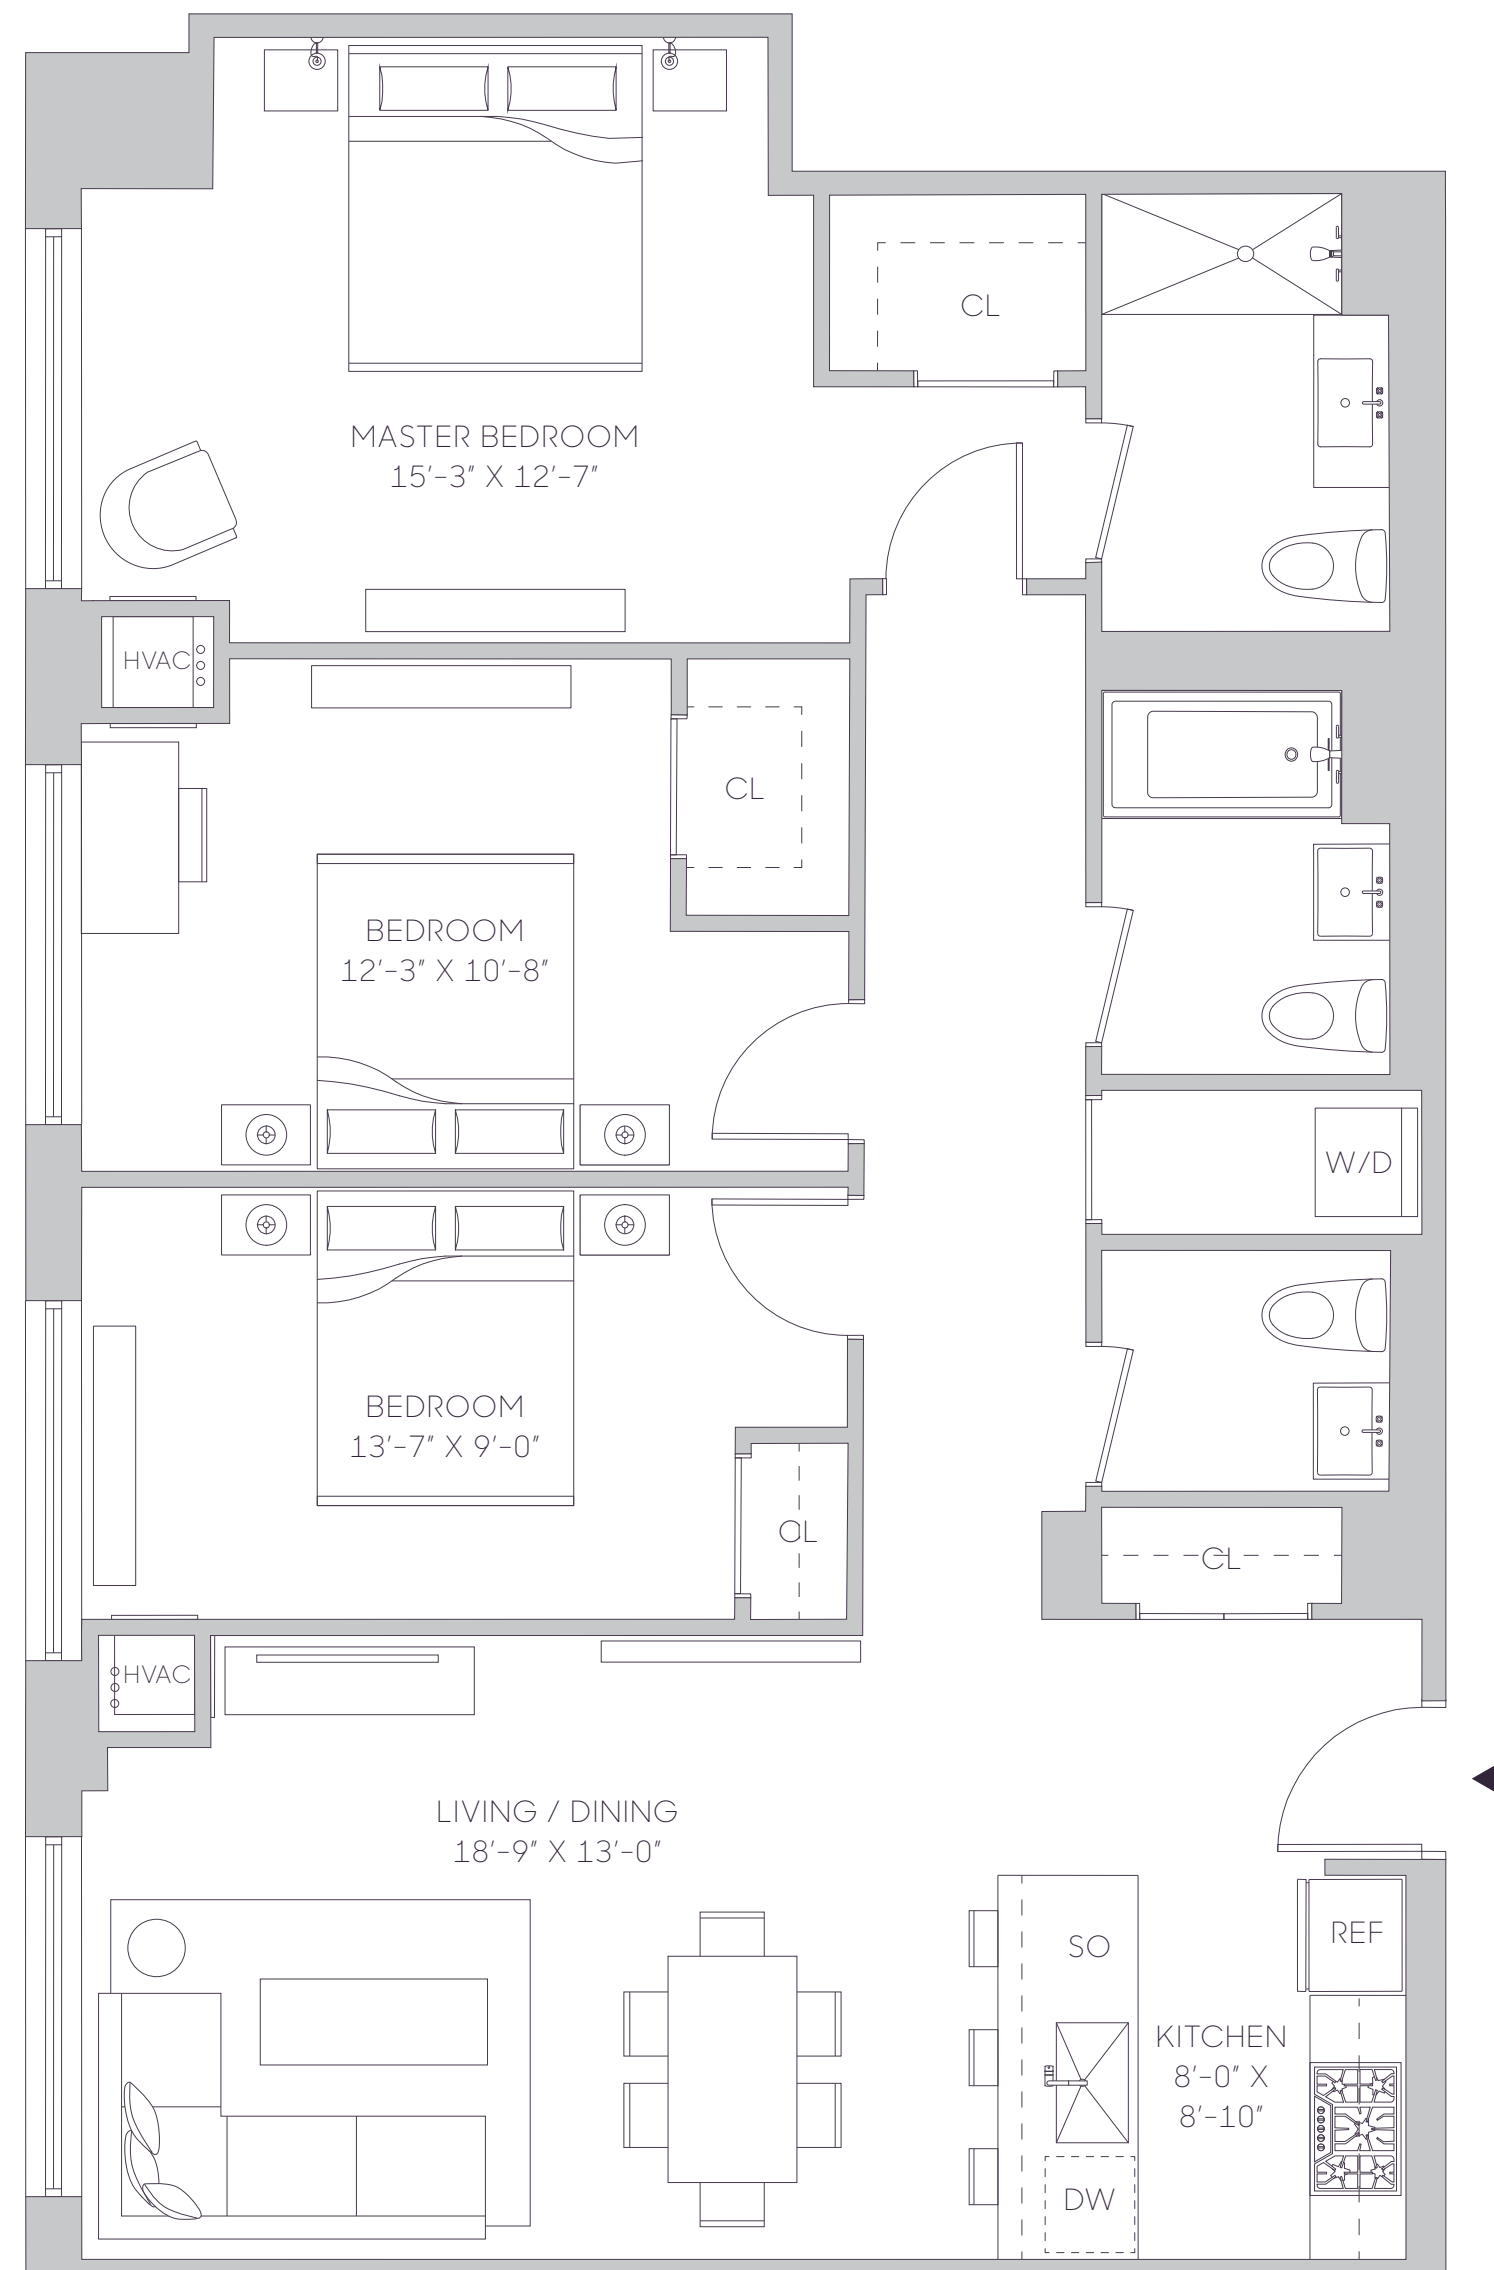 CL
MASTER BEDROOM
15'-3" X 12'-7"
HVAC
CL
BEDROOM
12'-3" X 10'-8"
W/D
BEDROOM
13'-7" X 9'-0"
CL
CL
HVAC
LIVING / DINING
18'-9" X 13'-0"
SO
REF
KITCHEN
8'-0" X
8'-10"
DW